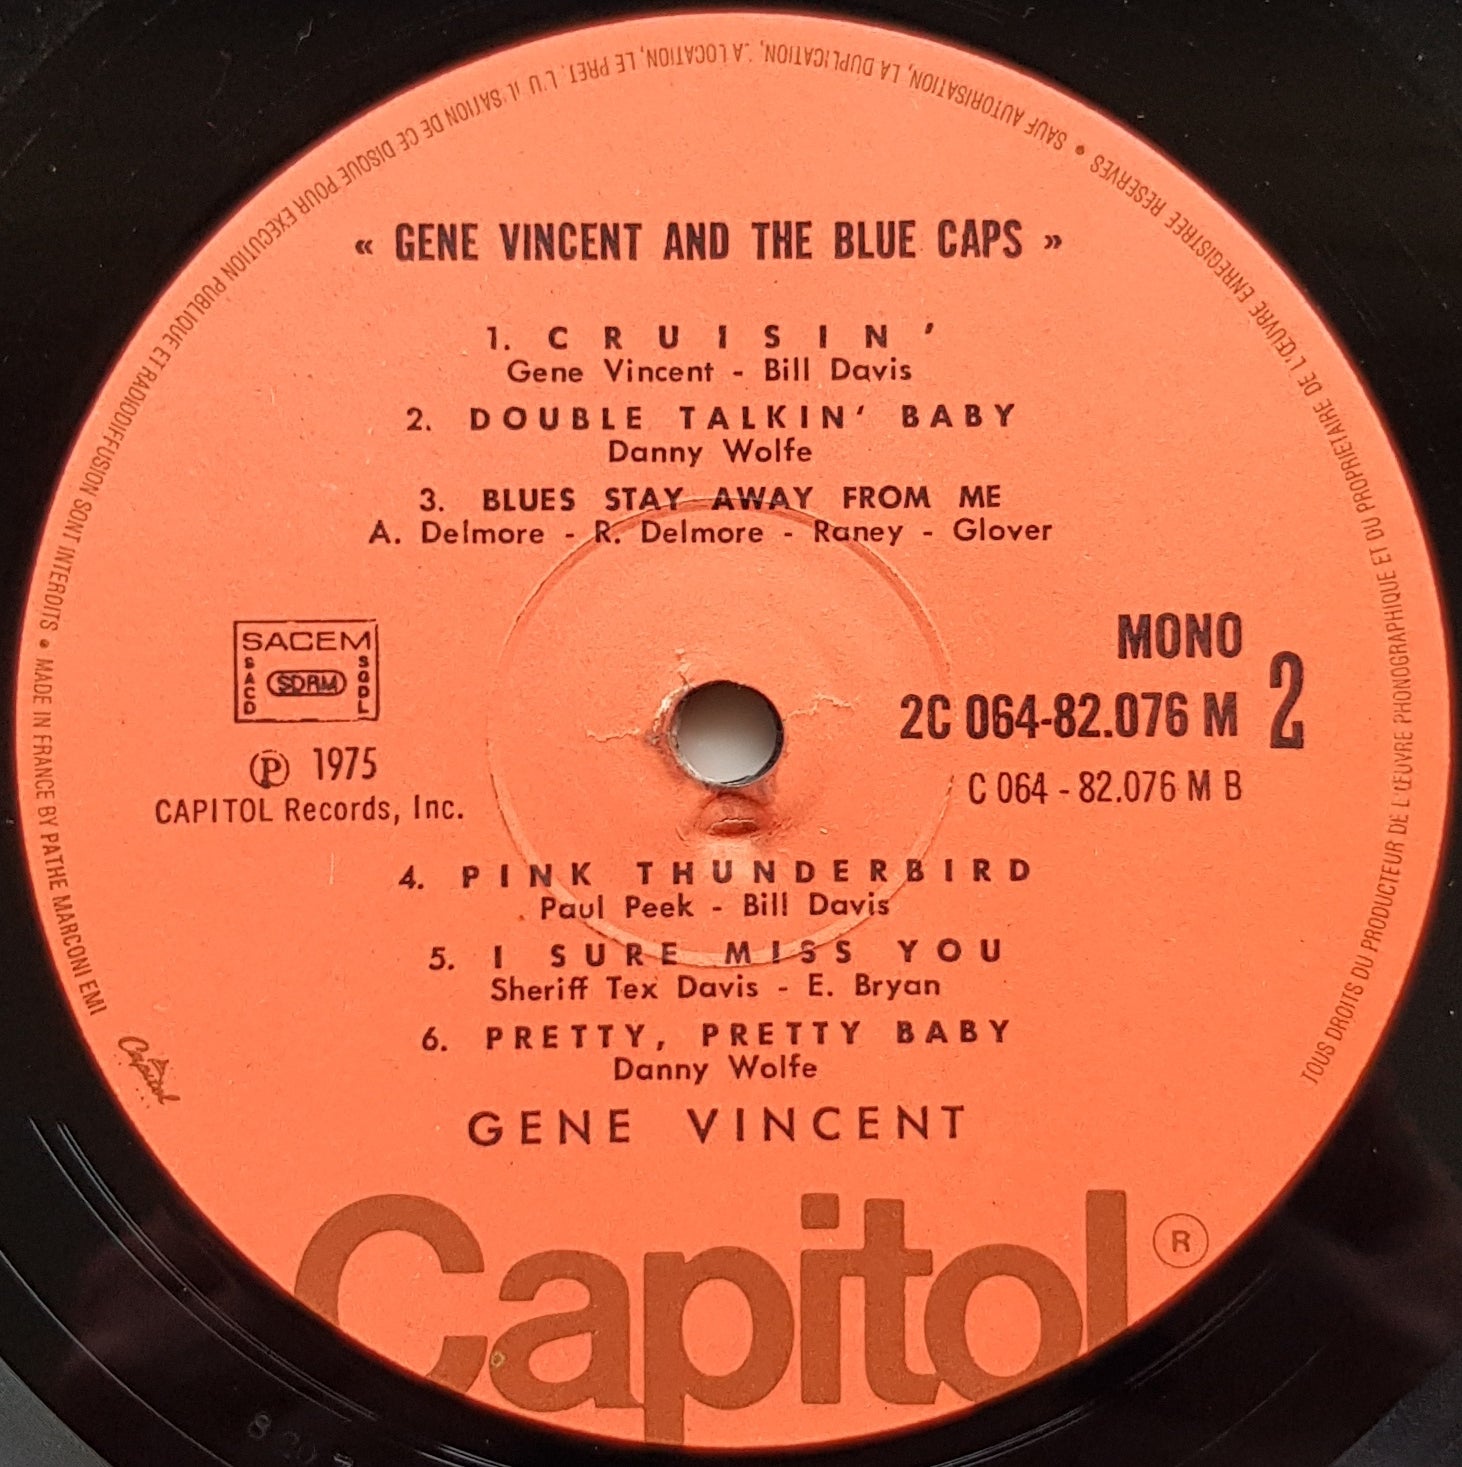 SAUF AUTORISATION, LA DUPLICATION, LA LOCATION, LE PRET, L'UTILISATION DE CE DISQUE POUR EXECUTION PUBLIQUE ET RADIODIFFUSION SONT INTERDITS • MADE IN FRANCE BY PATHE MARCONI EMI
TOUS DROITS DU PRODUCTEUR DE L'ŒUVRE PHONOGRAPHIQUE ET DU PROPRIETAIRE DE L'ŒUVRE ENREGISTREE RESERVES •
« GENE VINCENT AND THE BLUE CAPS »
1. CRUISIN'
Gene Vincent - Bill Davis
2. DOUBLE TALKIN' BABY
Danny Wolfe
3. BLUES STAY AWAY FROM ME
A. Delmore - R. Delmore - Raney - Glover
SACEM
SACD
SDRM
SGDL
Ⓟ 1975
CAPITOL Records, Inc.
MONO
2C 064-82.076 M
2
C 064 - 82.076 M B
4. PINK THUNDERBIRD
Paul Peek - Bill Davis
5. I SURE MISS YOU
Sheriff Tex Davis - E. Bryan
6. PRETTY, PRETTY BABY
Danny Wolfe
GENE VINCENT
Capitol
Capitol ®